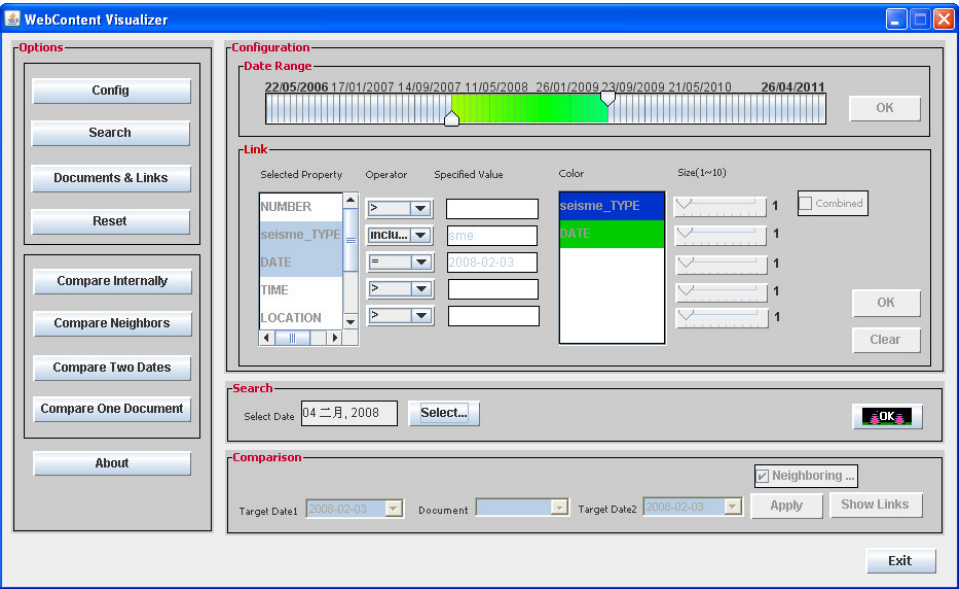 WebContent Visualizer
Options
Config
Search
Documents & Links
Reset
Compare Internally
Compare Neighbors
Compare Two Dates
Compare One Document
About
Configuration
Date Range
22/05/2006 17/01/2007 14/09/2007 11/05/2008 26/01/2009 23/09/2009 21/05/2010 26/04/2011
OK
Link
Selected Property Operator Specified Value Color Size(1~10)
NUMBER > seisme_TYPE 1 Combined
seisme_TYPE inclu... sme DATE 1
DATE = 2008-02-03 1
TIME > 1
LOCATION > 1
OK
Clear
Search
Select Date 04 二月, 2008 Select... OK
Comparison
Neighboring ...
Target Date1 2008-02-03 Document Target Date2 2008-02-03 Apply Show Links
Exit